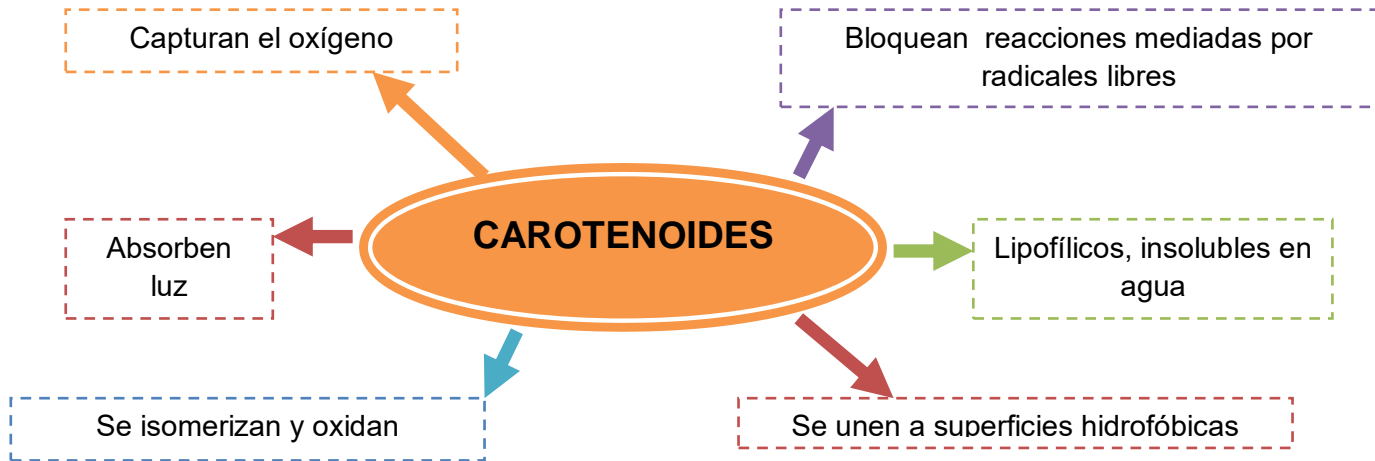 Capturan el oxígeno
Bloquean reacciones mediadas por
radicales libres
CAROTENOIDES
Absorben
luz
Lipofílicos, insolubles en
agua
Se isomerizan y oxidan
Se unen a superficies hidrofóbicas